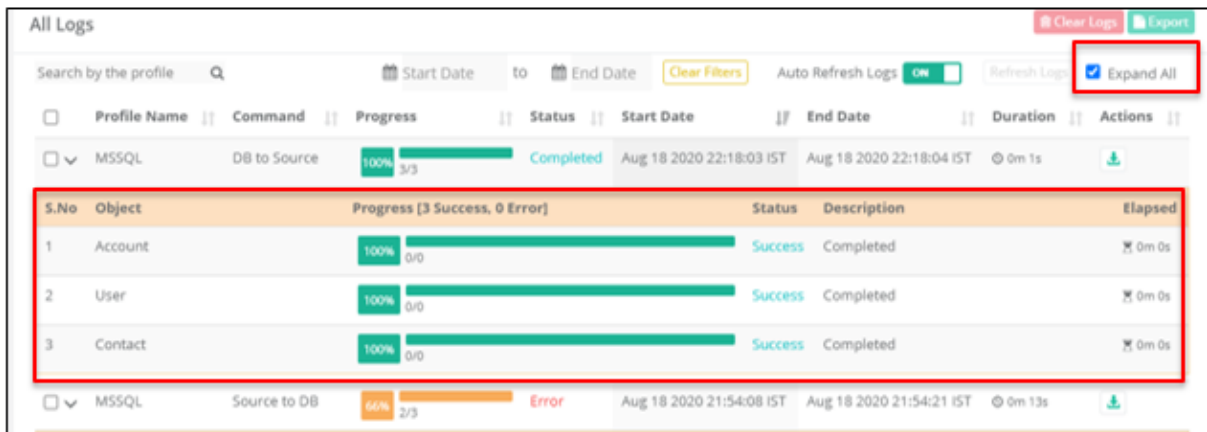 All Logs Clear Logs Export
Search by the profile Start Date to End Date Clear Filters Auto Refresh Logs ON Refresh Logs Expand All
Profile Name Command Progress Status Start Date End Date Duration Actions
MSSQL DB to Source 100% 3/3 Completed Aug 18 2020 22:18:03 IST Aug 18 2020 22:18:04 IST 0m 1s
S.No Object Progress [3 Success, 0 Error] Status Description Elapsed
1 Account 100% 0/0 Success Completed 0m 0s
2 User 100% 0/0 Success Completed 0m 0s
3 Contact 100% 0/0 Success Completed 0m 0s
MSSQL Source to DB 66% 2/3 Error Aug 18 2020 21:54:08 IST Aug 18 2020 21:54:21 IST 0m 13s